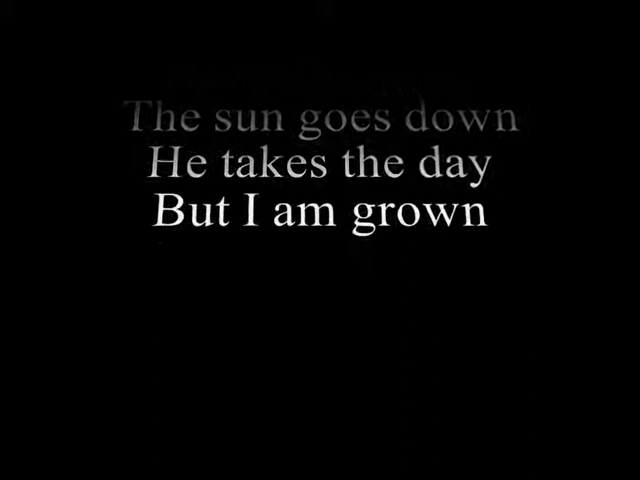 The sun goes down
He takes the day
But I am grown